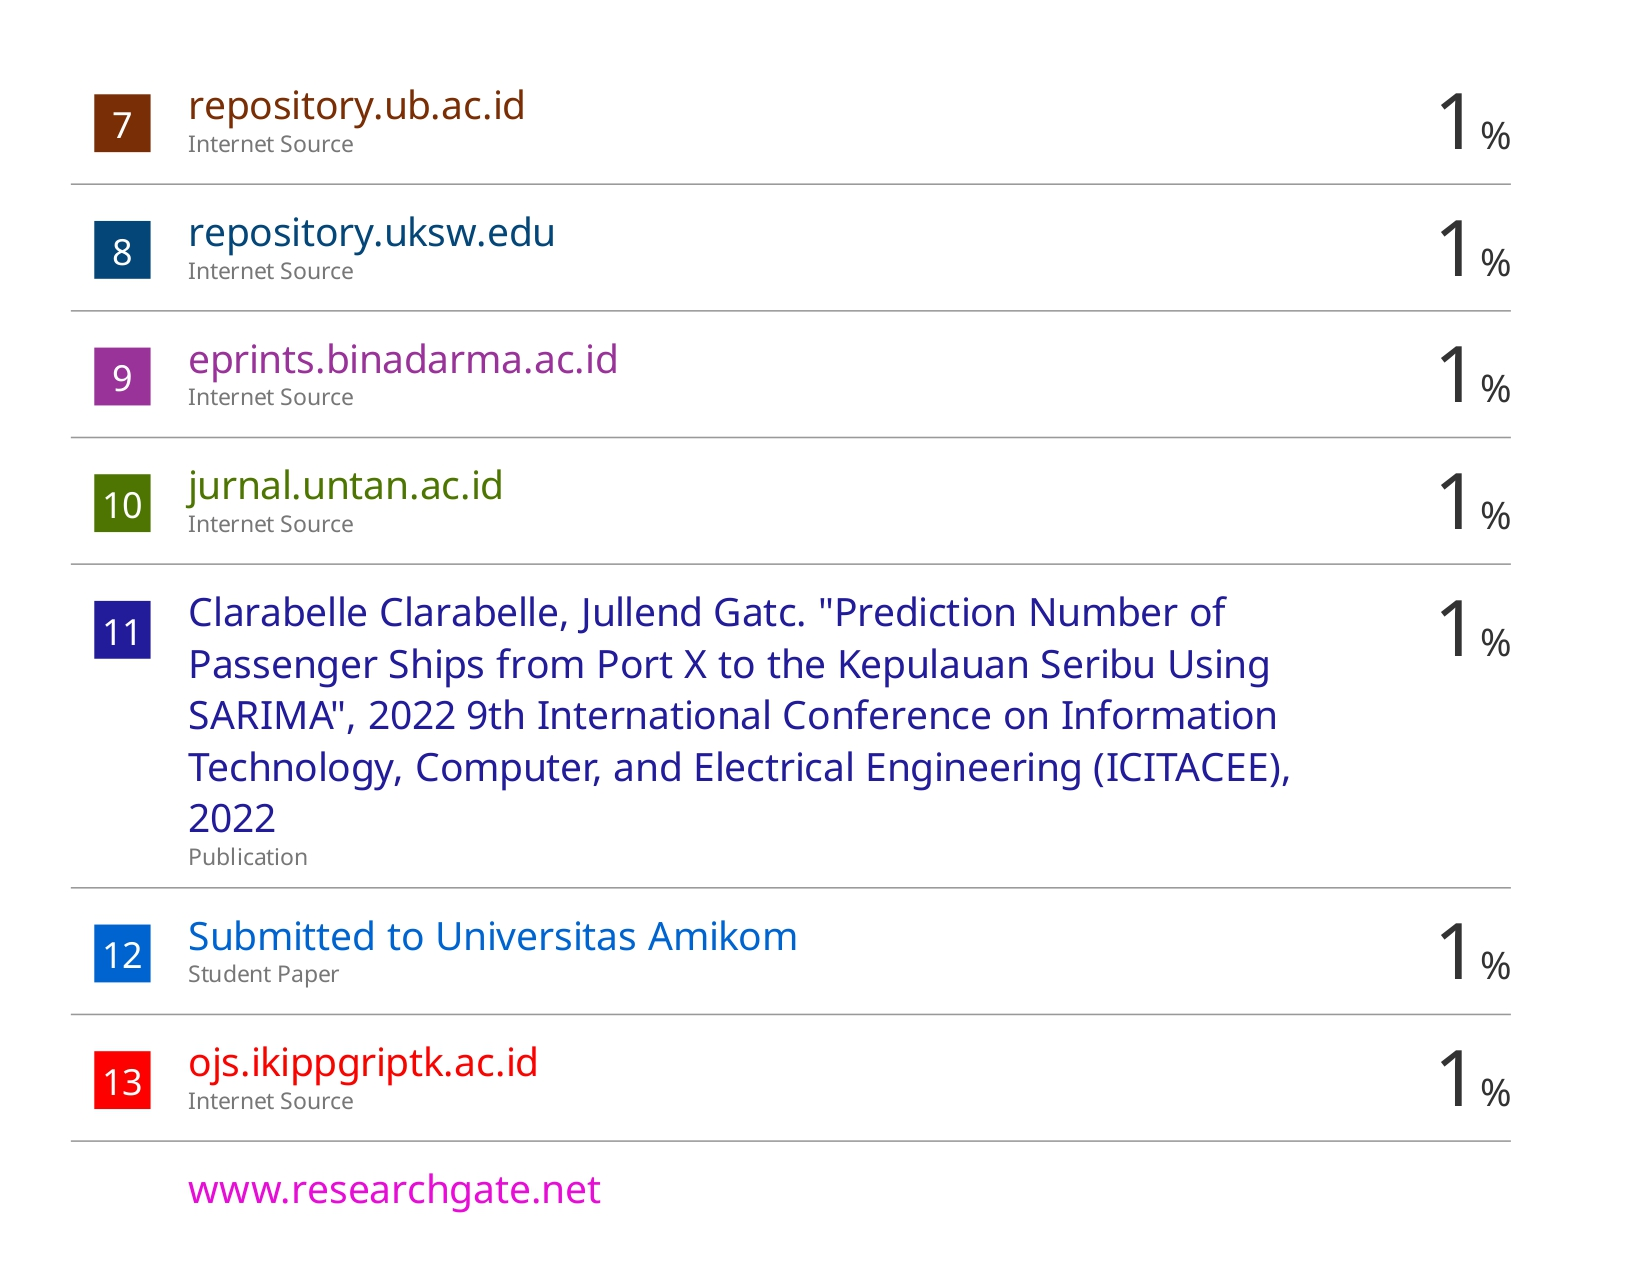 7 repository.ub.ac.id 1%
Internet Source
8 repository.uksw.edu 1%
Internet Source
9 eprints.binadarma.ac.id 1%
Internet Source
10 jurnal.untan.ac.id 1%
Internet Source
11 Clarabelle Clarabelle, Jullend Gatc. "Prediction Number of 1%
Passenger Ships from Port X to the Kepulauan Seribu Using
SARIMA", 2022 9th International Conference on Information
Technology, Computer, and Electrical Engineering (ICITACEE),
2022
Publication
12 Submitted to Universitas Amikom 1%
Student Paper
13 ojs.ikippgriptk.ac.id 1%
Internet Source
www.researchgate.net